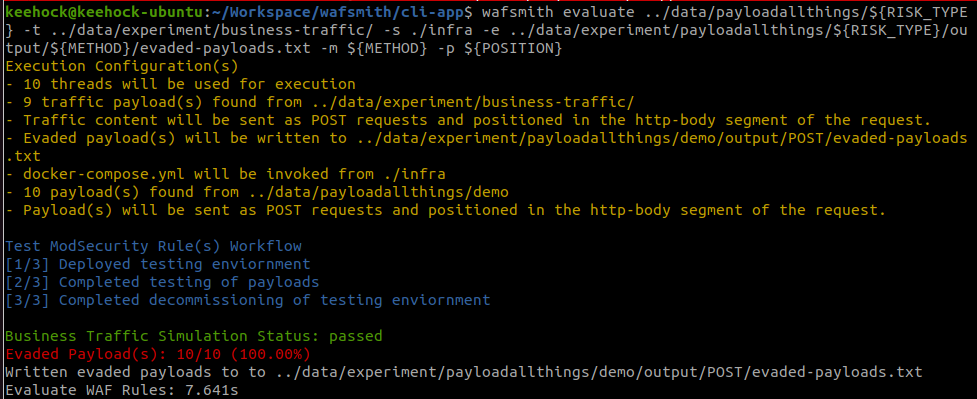 keehock@keehock-ubuntu:~/Workspace/wafsmith/cli-app$ wafsmith evaluate ../data/payloadallthings/${RISK_TYPE
} -t ../data/experiment/business-traffic/ -s ./infra -e ../data/experiment/payloadallthings/${RISK_TYPE}/ou
tput/${METHOD}/evaded-payloads.txt -m ${METHOD} -p ${POSITION}
Execution Configuration(s)
- 10 threads will be used for execution
- 9 traffic payload(s) found from ../data/experiment/business-traffic/
- Traffic content will be sent as POST requests and positioned in the http-body segment of the request.
- Evaded payload(s) will be written to ../data/experiment/payloadallthings/demo/output/POST/evaded-payloads
.txt
- docker-compose.yml will be invoked from ./infra
- 10 payload(s) found from ../data/payloadallthings/demo
- Payload(s) will be sent as POST requests and positioned in the http-body segment of the request.
Test ModSecurity Rule(s) Workflow
[1/3] Deployed testing enviornment
[2/3] Completed testing of payloads
[3/3] Completed decommissioning of testing enviornment
Business Traffic Simulation Status: passed
Evaded Payload(s): 10/10 (100.00%)
Written evaded payloads to to ../data/experiment/payloadallthings/demo/output/POST/evaded-payloads.txt
Evaluate WAF Rules: 7.641s